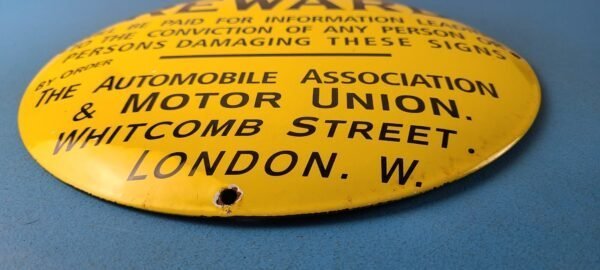 REWARD
BE PAID FOR INFORMATION
TO THE CONVICTION OF ANY PERSON OR
PERSONS DAMAGING THESE SIGNS
BY ORDER
THE AUTOMOBILE ASSOCIATION
& MOTOR UNION.
WHITCOMB STREET.
LONDON. W.